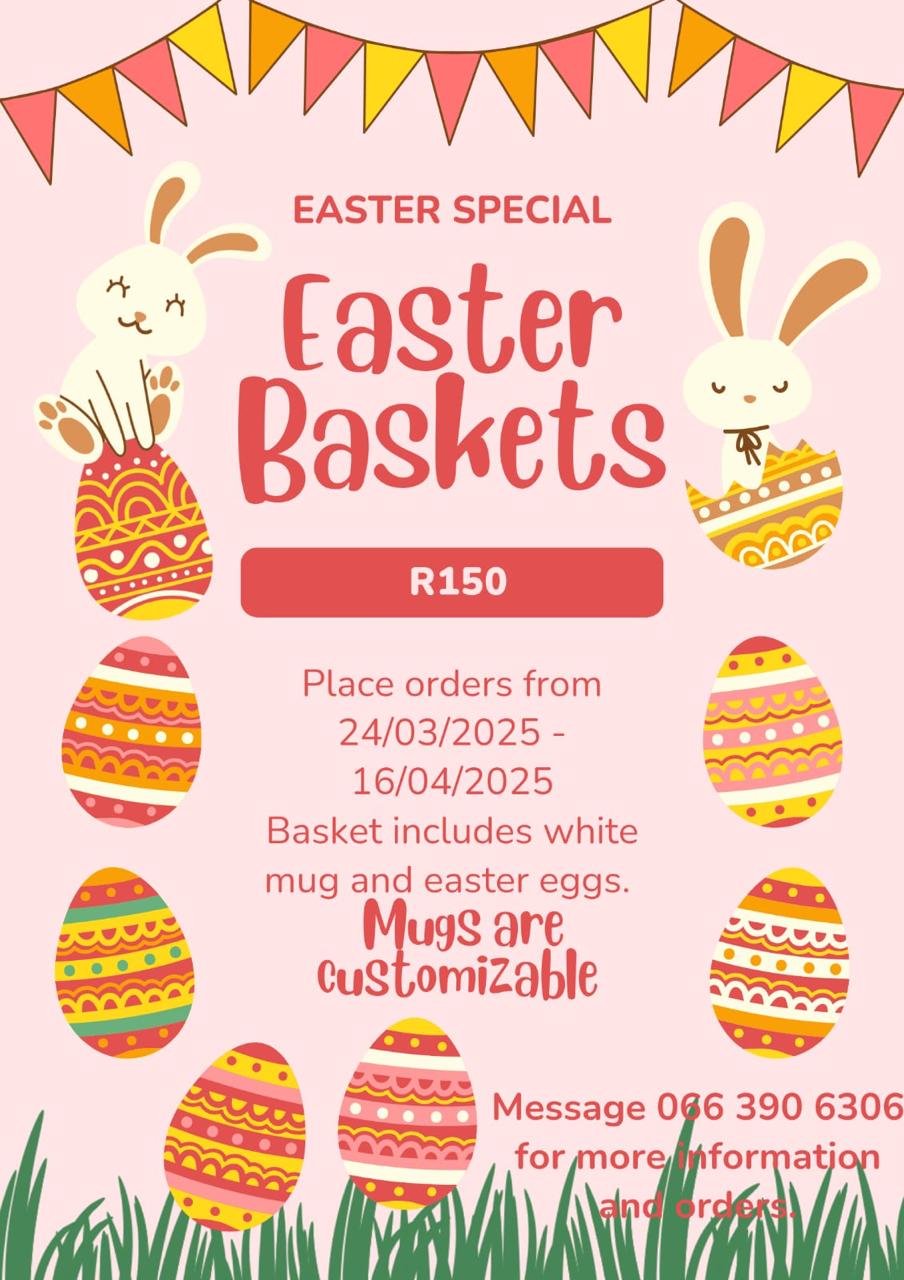 EASTER SPECIAL
Easter
Baskets
R150
Place orders from
24/03/2025 -
16/04/2025
Basket includes white
mug and easter eggs.
Mugs are
customizable
Message 066 390 6306
for more information
and orders.